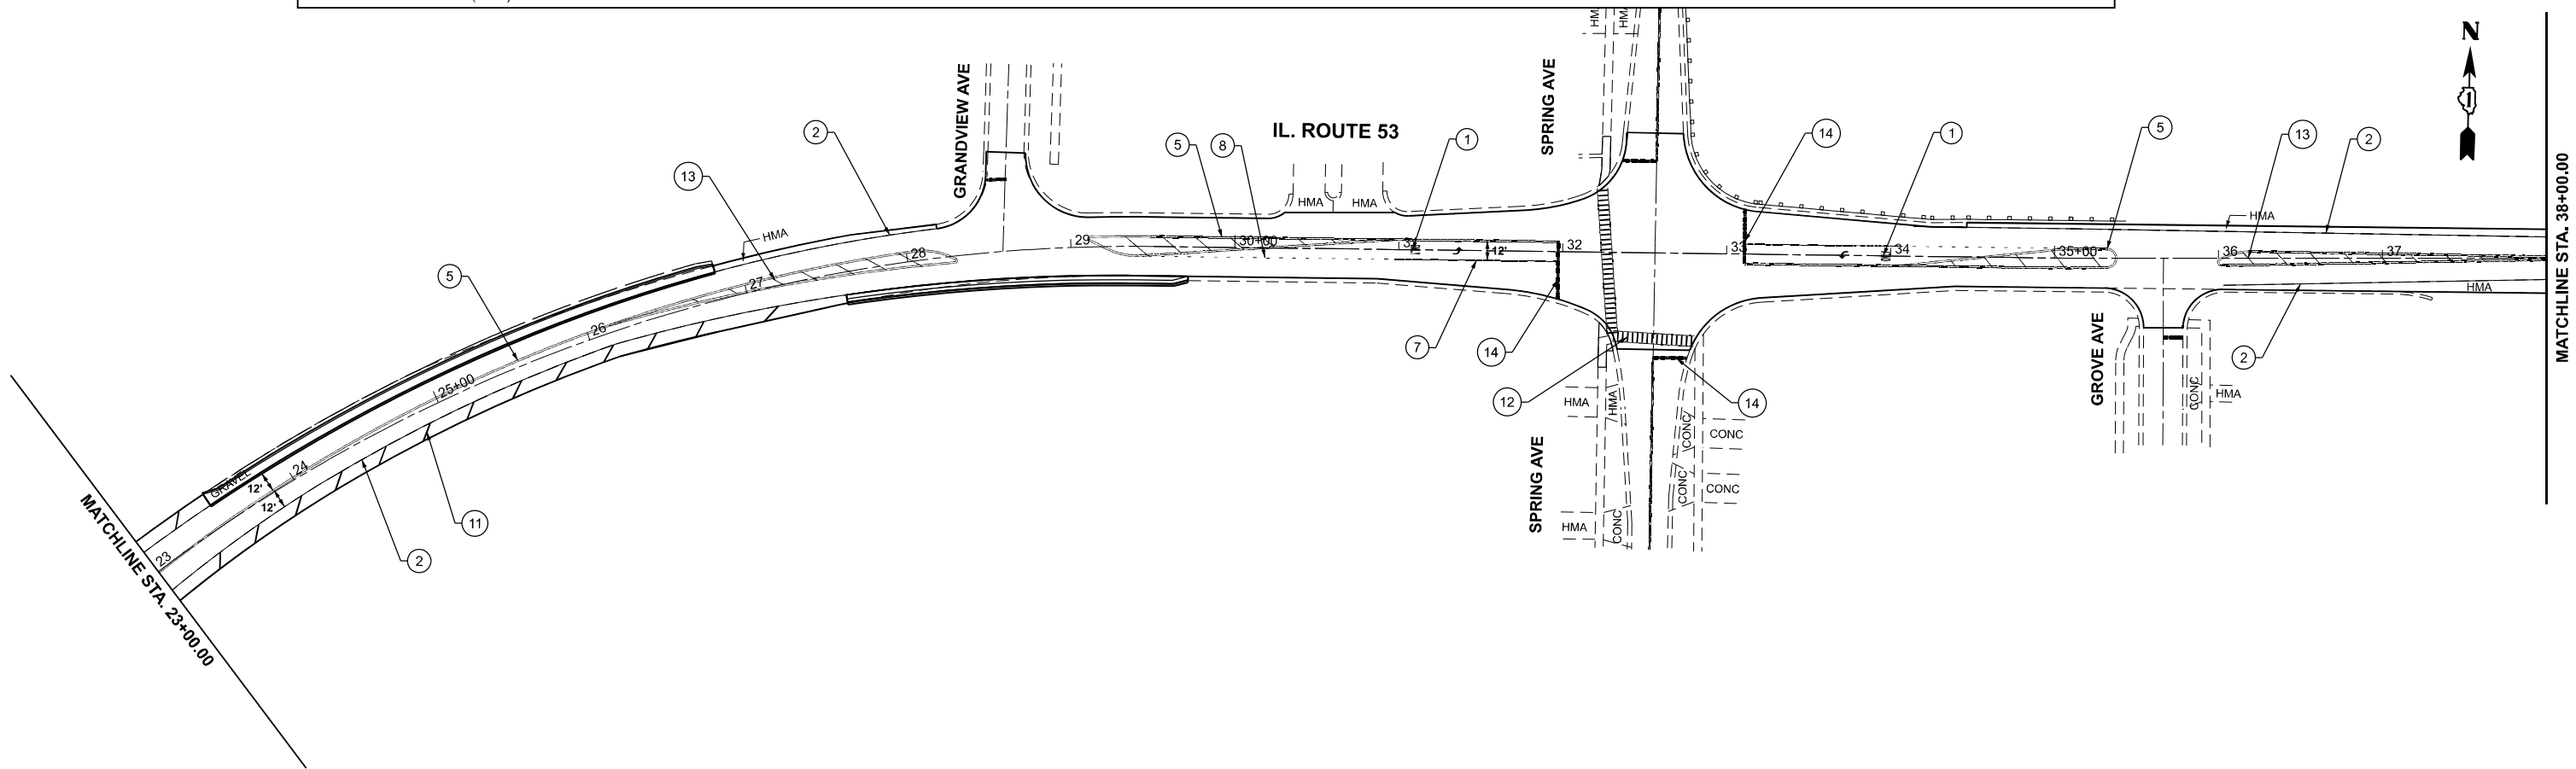 HMA
HMA
N
1
GRANDVIEW AVE
SPRING AVE
IL. ROUTE 53
2
5
8
1
14
1
5
13
2
13
HMA
HMA
HMA
HMA
MATCHLINE STA. 38+00.00
29
30+00
31
12'
32
33
34
35+00
36
37
28
27
26
25+00
24
23
5
GRAVEL
12'
12'
11
2
7
14
12
14
2
HMA
GROVE AVE
CONC
HMA
HMA
HMA
CONC
CONC
CONC
CONC
HMA
CONC
SPRING AVE
MATCHLINE STA. 23+00.00